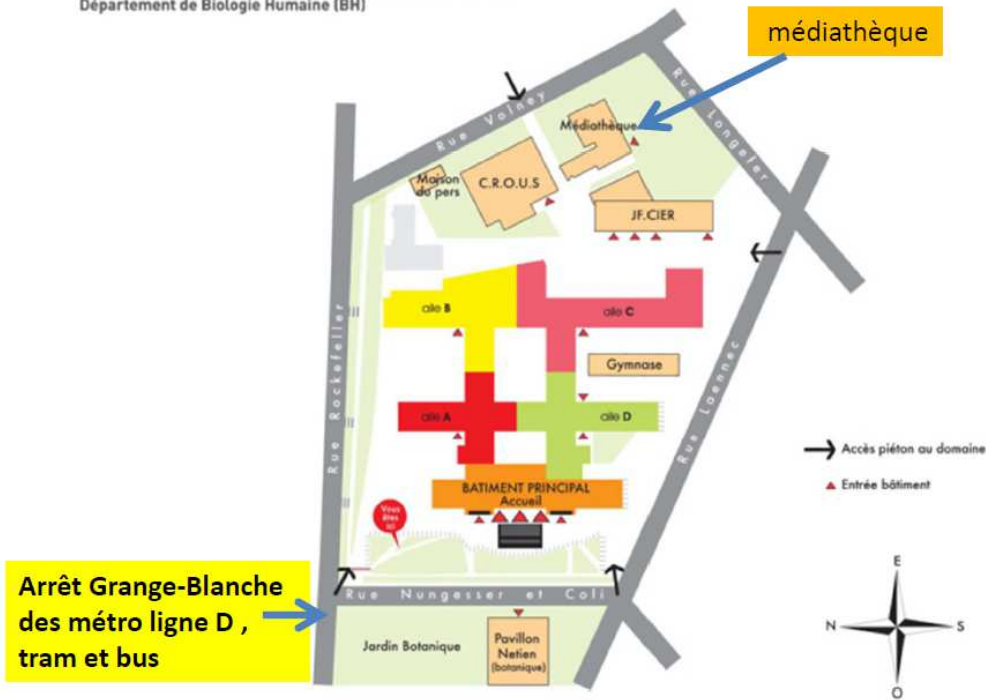 Département de Biologie Humaine (BH)
médiathèque
Rue Volney
Rue Longefer
Médiathèque
Maison
du pers
C.R.O.U.S
JF.CIER
aile B
aile C
Gymnase
Rue Rockefeller
Rue Laennec
aile A
aile D
Accès piéton au domaine
Entrée bâtiment
BATIMENT PRINCIPAL
Accueil
Vous
êtes
ici
Arrêt Grange-Blanche
des métro ligne D ,
tram et bus
Rue Nungesser et Coli
Jardin Botanique
Pavillon
Netien
(botanique)
E
N
S
O